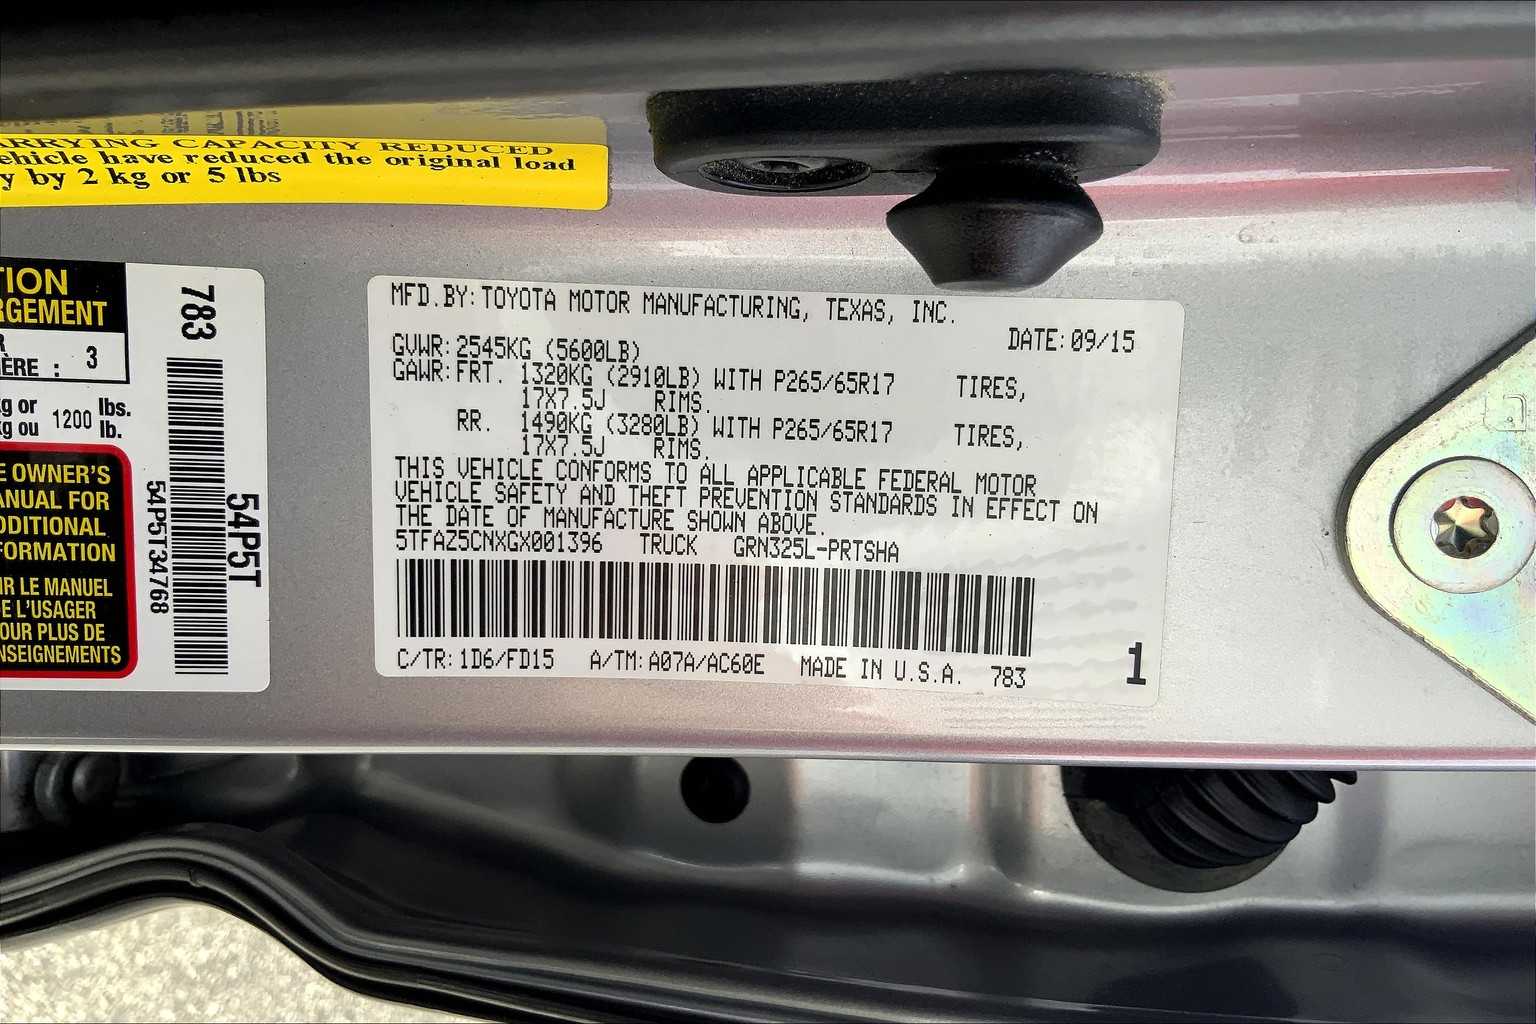 ARRYING CAPACITY REDUCED
ehicle have reduced the original load
y by 2 kg or 5 lbs
TION
RGEMENT
R
ÈRE : 3
kg or 1200 lbs.
kg ou lb.
E OWNER'S
ANUAL FOR
DDITIONAL
FORMATION
IR LE MANUEL
E L'USAGER
OUR PLUS DE
NSEIGNEMENTS
783
54P5T
54P5T34768
MFD.BY:TOYOTA MOTOR MANUFACTURING, TEXAS, INC.
DATE:09/15
GVWR:2545KG (5600LB)
GAWR:FRT. 1320KG (2910LB) WITH P265/65R17 TIRES,
17X7.5J RIMS.
RR. 1490KG (3280LB) WITH P265/65R17 TIRES,
17X7.5J RIMS.
THIS VEHICLE CONFORMS TO ALL APPLICABLE FEDERAL MOTOR
VEHICLE SAFETY AND THEFT PREVENTION STANDARDS IN EFFECT ON
THE DATE OF MANUFACTURE SHOWN ABOVE.
5TFAZ5CNXGX001396 TRUCK GRN325L-PRTSHA
C/TR:1D6/FD15 A/TM:A07A/AC60E MADE IN U.S.A. 783
1